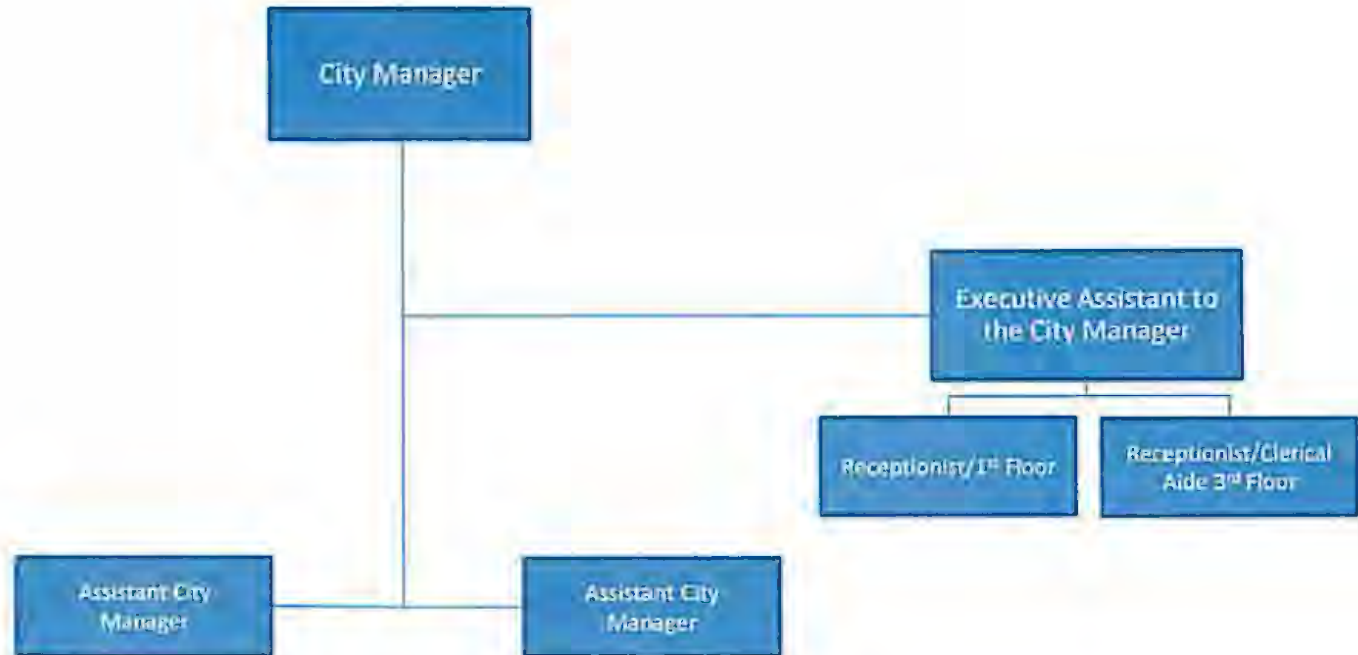 City Manager
Executive Assistant to
the City Manager
Receptionist/1st Floor
Receptionist/Clerical
Aide 3rd Floor
Assistant City
Manager
Assistant City
Manager